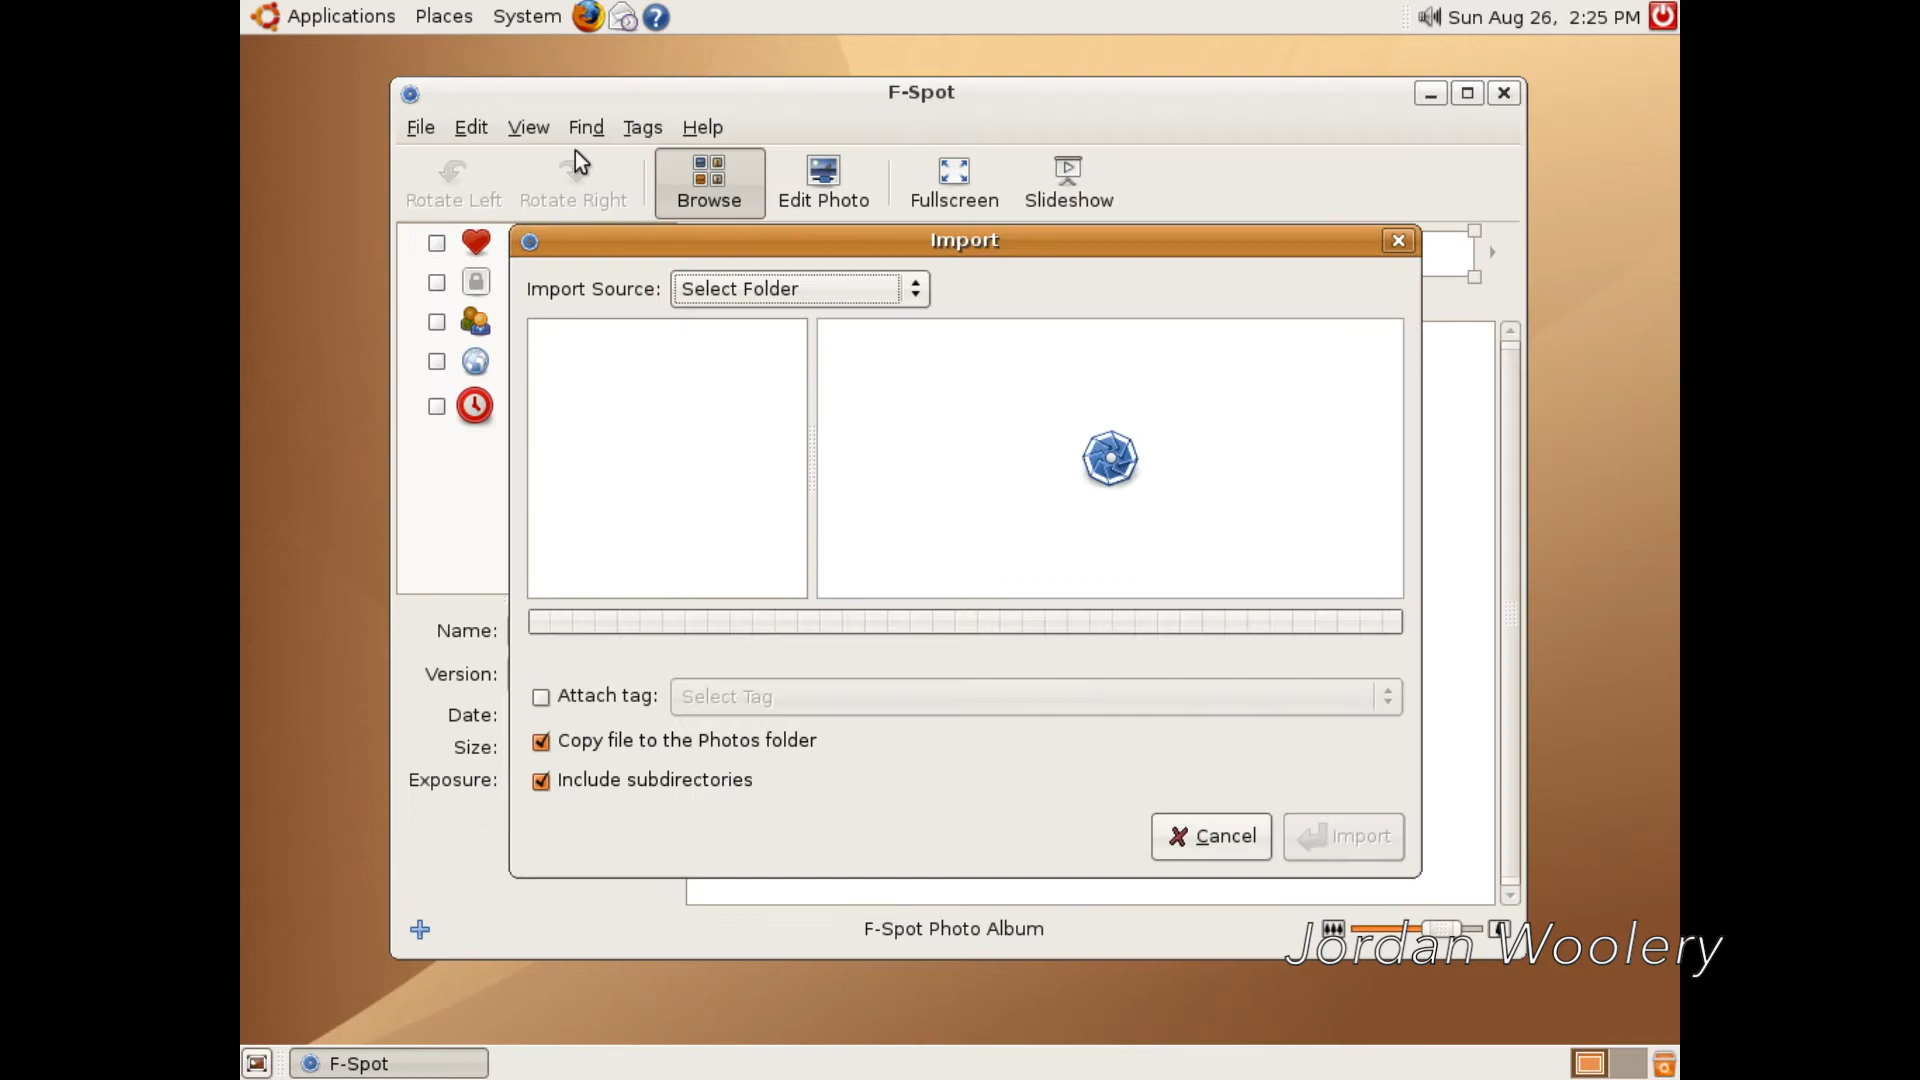 Applications Places System ?
Sun Aug 26, 2:25 PM
F-Spot
File Edit View Find Tags Help
Rotate Left Rotate Right Browse Edit Photo Fullscreen Slideshow
Import
Import Source: Select Folder
Name:
Version:
Attach tag: Select Tag
Date:
Copy file to the Photos folder
Size:
Exposure:
Include subdirectories
Cancel Import
F-Spot Photo Album
Jordan Woolery
F-Spot